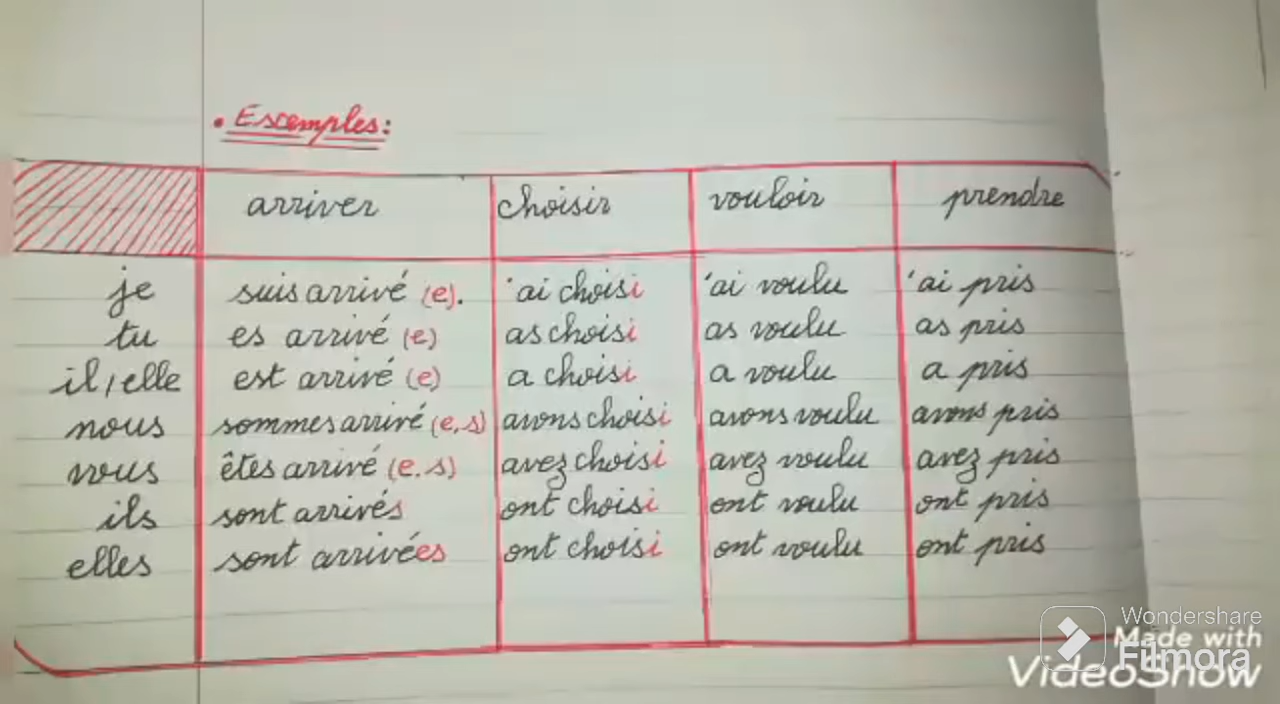 • Excemples:
arriver choisir vouloir prendre
je suis arrivé (e). 'ai choisi 'ai voulu 'ai pris
tu es arrivé (e) as choisi as voulu as pris
il/elle est arrivé (e) a choisi a voulu a pris
nous sommes arrivé (e,s) avons choisi avons voulu avons pris
vous êtes arrivé (e.s) avez choisi avez voulu avez pris
ils sont arrivés ont choisi ont voulu ont pris
elles sont arrivées ont choisi ont voulu ont pris
Wondershare
Filmora
Made with
VideoShow